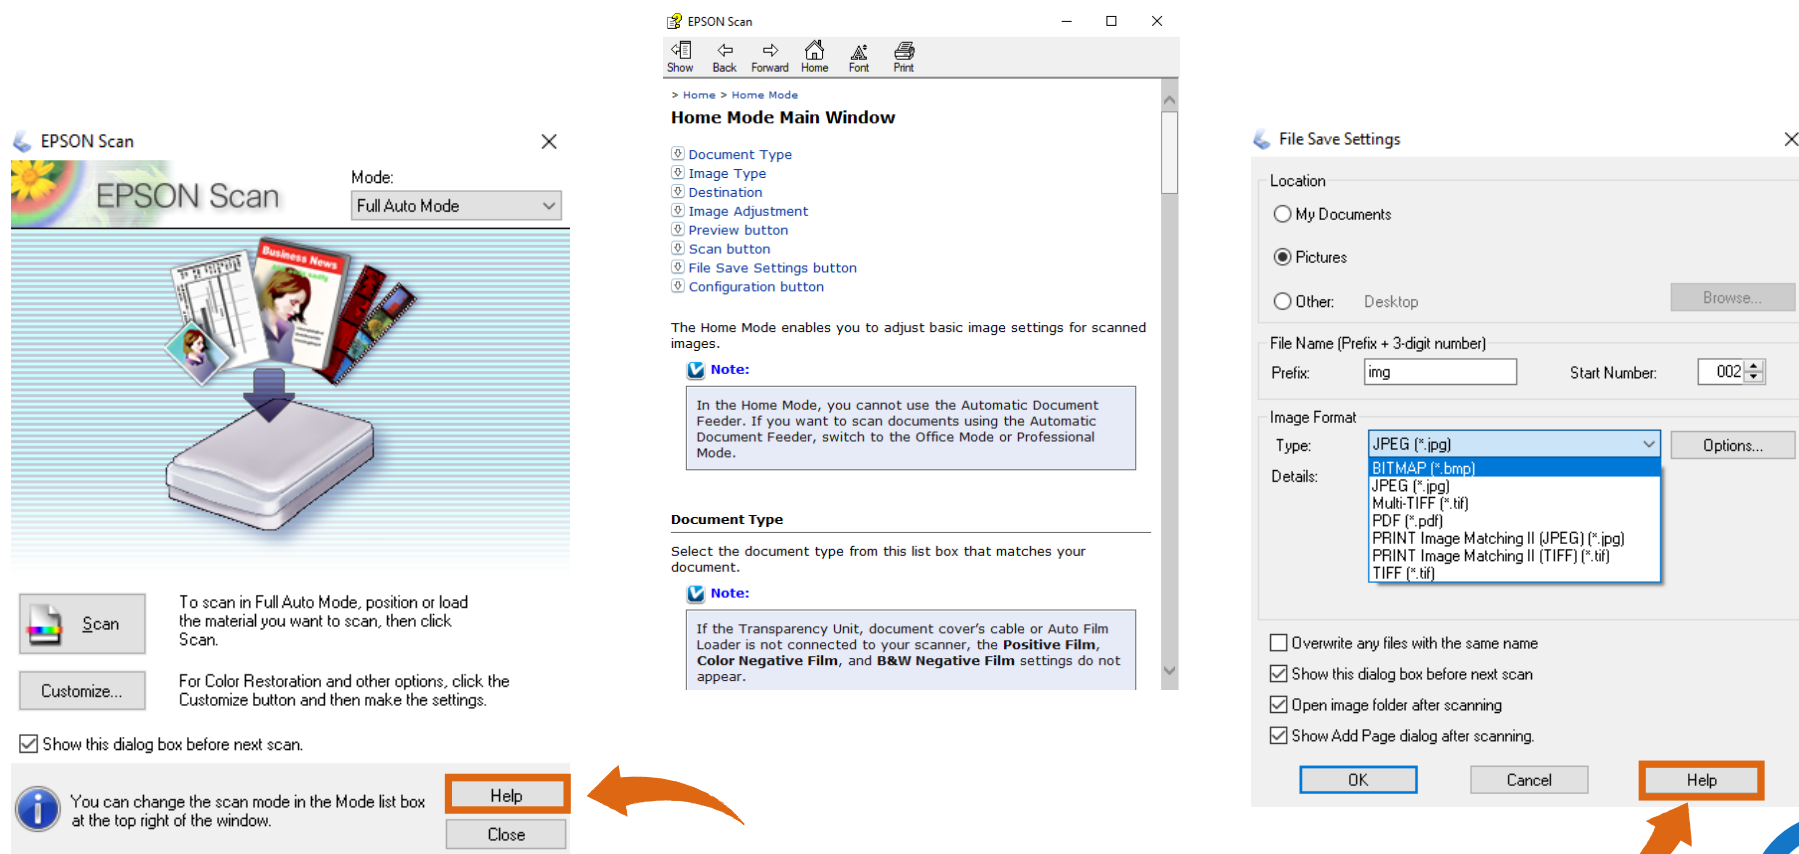 EPSON Scan
EPSON Scan
Mode:
Full Auto Mode
Business News
Scan
To scan in Full Auto Mode, position or load
the material you want to scan, then click
Scan.
Customize...
For Color Restoration and other options, click the
Customize button and then make the settings.
Show this dialog box before next scan.
You can change the scan mode in the Mode list box
at the top right of the window.
Help
Close
EPSON Scan
Show Back Forward Home Font Print
> Home > Home Mode
Home Mode Main Window
Document Type
Image Type
Destination
Image Adjustment
Preview button
Scan button
File Save Settings button
Configuration button
The Home Mode enables you to adjust basic image settings for scanned
images.
Note:
In the Home Mode, you cannot use the Automatic Document
Feeder. If you want to scan documents using the Automatic
Document Feeder, switch to the Office Mode or Professional
Mode.
Document Type
Select the document type from this list box that matches your
document.
Note:
If the Transparency Unit, document cover's cable or Auto Film
Loader is not connected to your scanner, the Positive Film,
Color Negative Film, and B&W Negative Film settings do not
appear.
File Save Settings
Location
My Documents
Pictures
Other: Desktop Browse...
File Name (Prefix + 3-digit number)
Prefix: img Start Number: 002
Image Format
Type: JPEG (*.jpg) Options...
Details:
BITMAP (*.bmp)
JPEG (*.jpg)
Multi-TIFF (*.tif)
PDF (*.pdf)
PRINT Image Matching II (JPEG) (*.jpg)
PRINT Image Matching II (TIFF) (*.tif)
TIFF (*.tif)
Overwrite any files with the same name
Show this dialog box before next scan
Open image folder after scanning
Show Add Page dialog after scanning.
OK Cancel Help